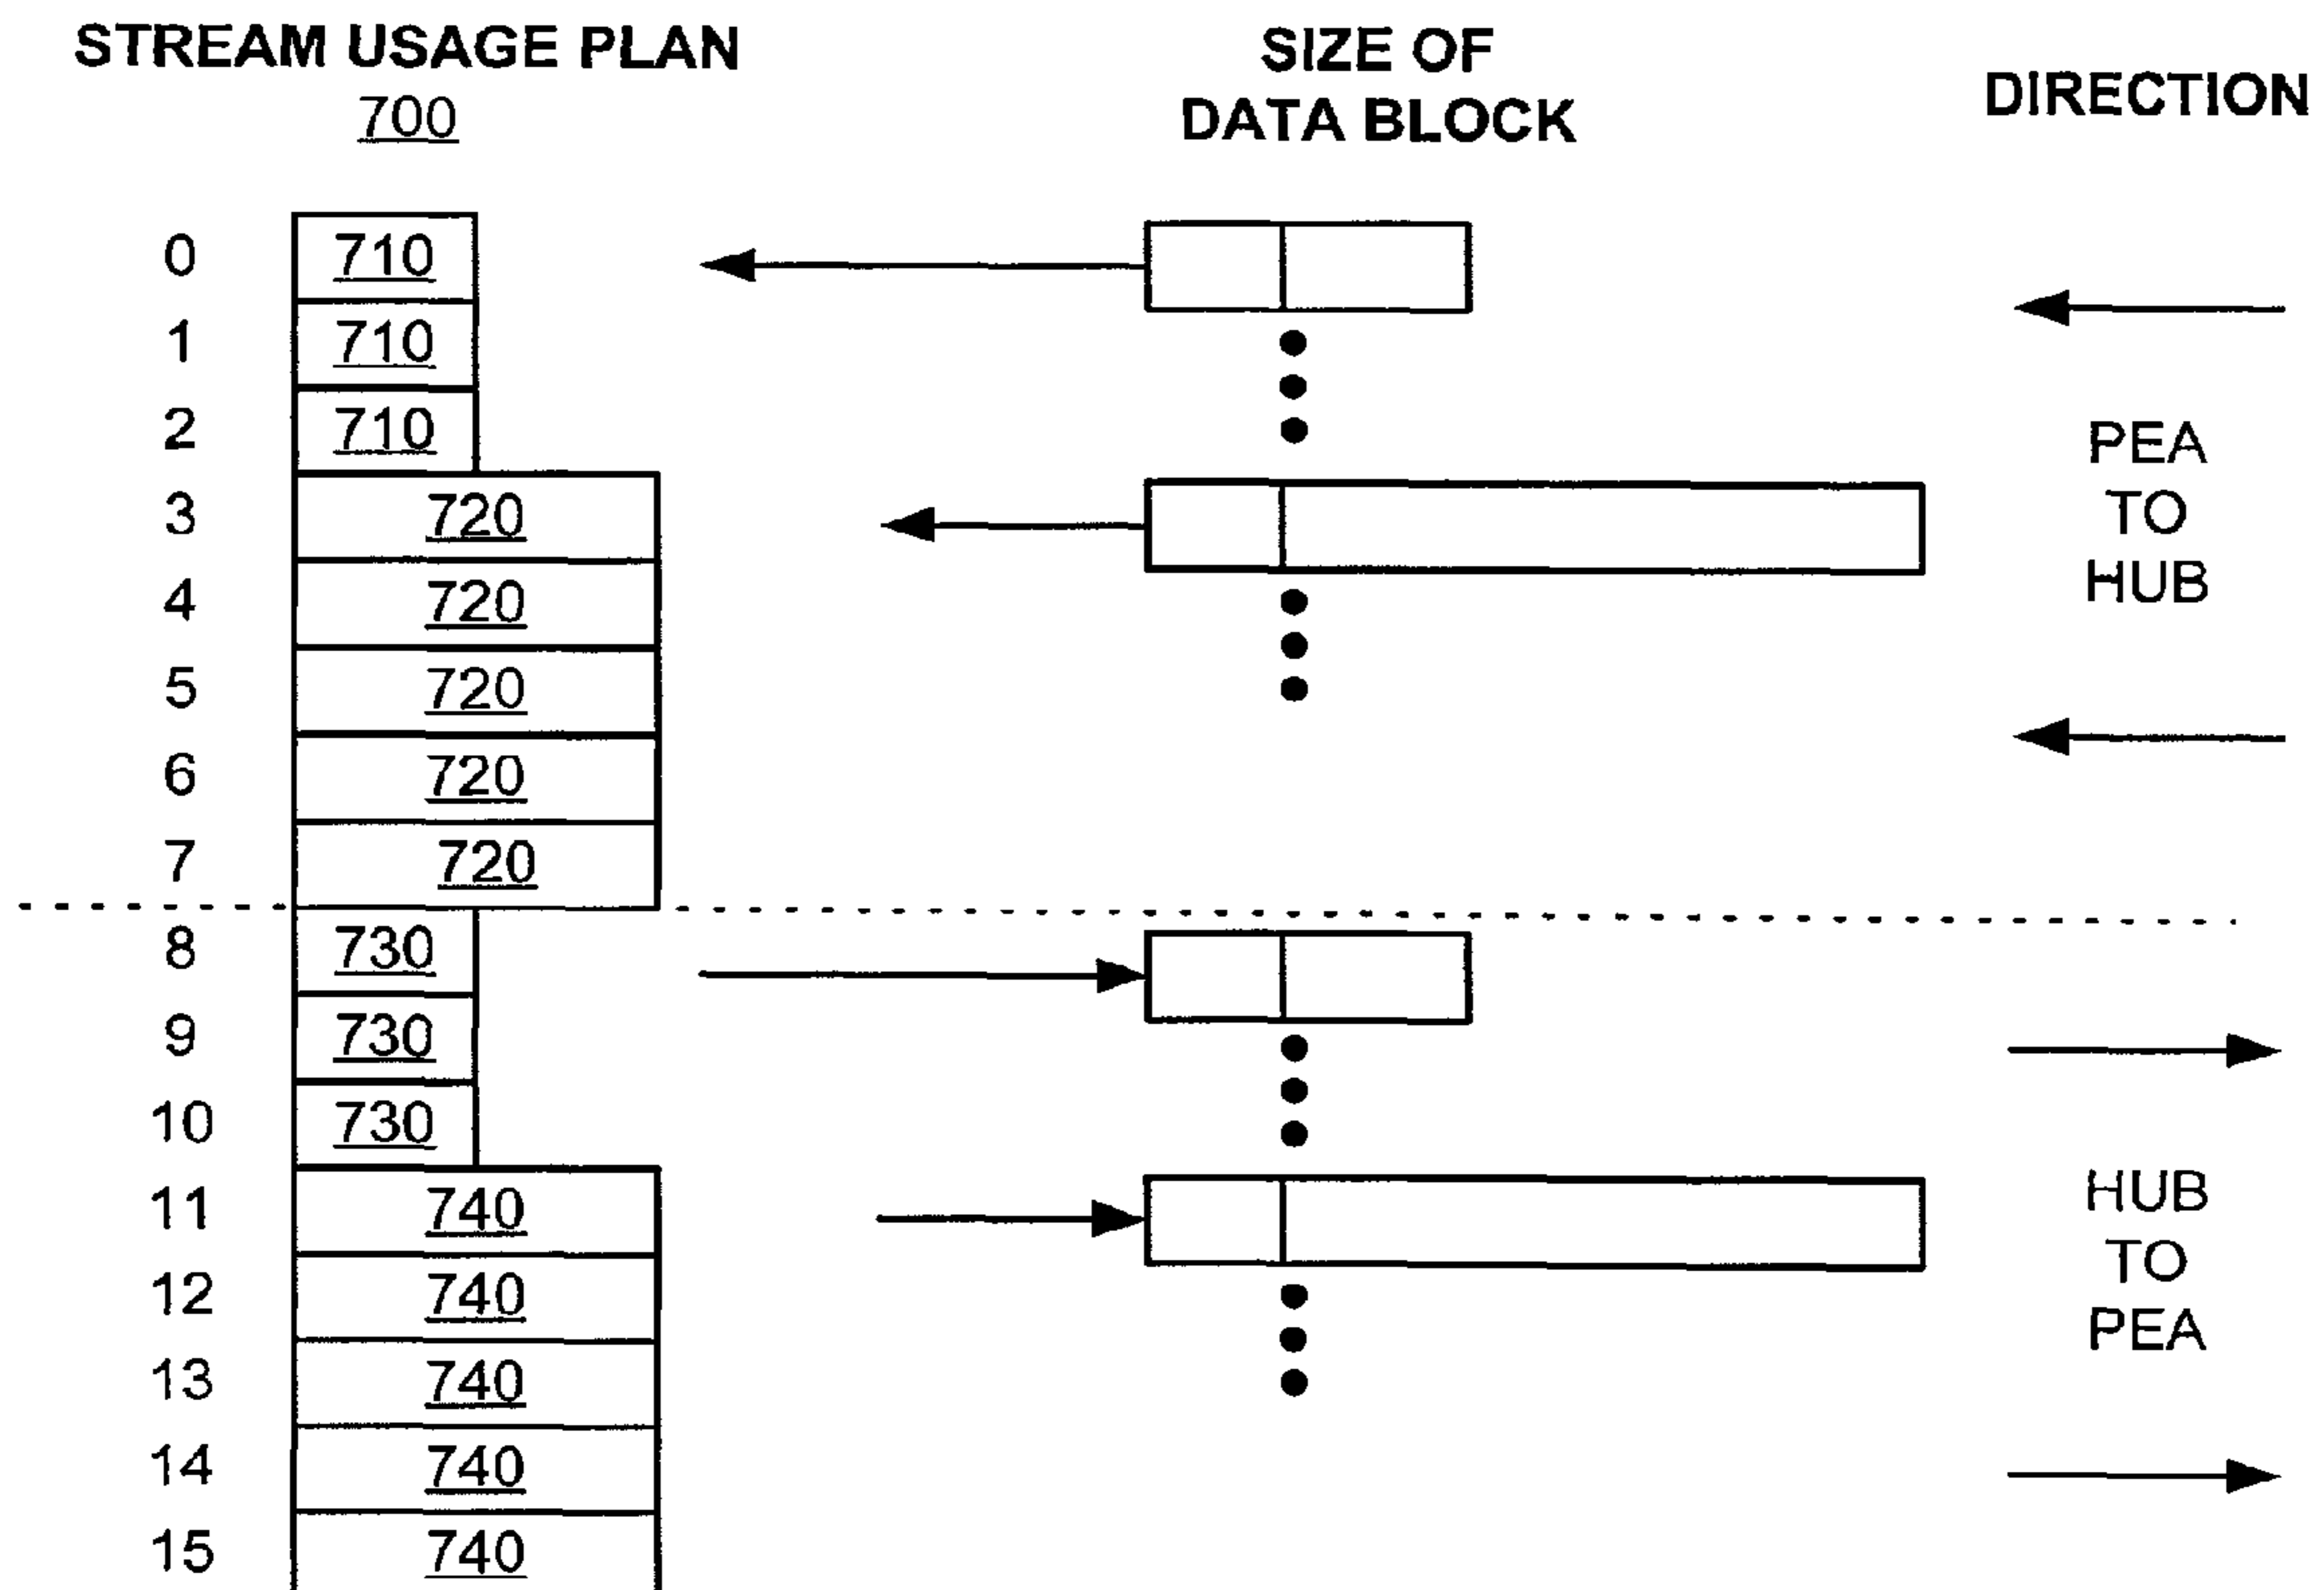 STREAM USAGE PLAN
700
SIZE OF
DATA BLOCK
DIRECTION
0 710
1 710
2 710
3 720
4 720
5 720
6 720
7 720
PEA
TO
HUB
8 730
9 730
10 730
11 740
12 740
13 740
14 740
15 740
HUB
TO
PEA